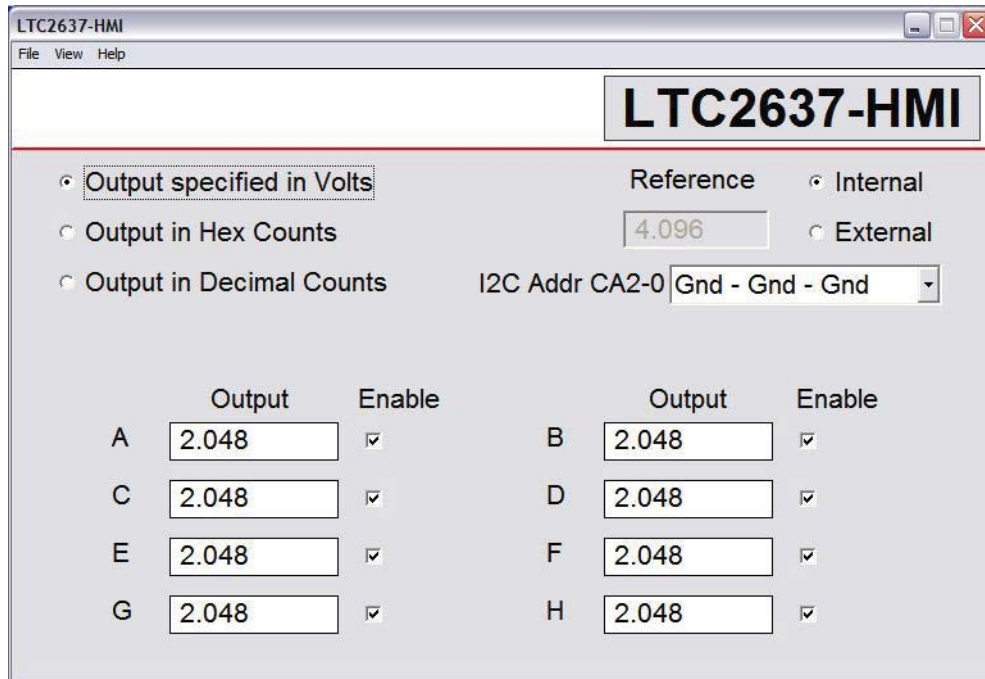 LTC2637-HMI
File View Help
LTC2637-HMI
Output specified in Volts
Reference
Internal
Output in Hex Counts
4.096
External
Output in Decimal Counts
I2C Addr CA2-0
Gnd - Gnd - Gnd
Output Enable Output Enable
A 2.048 B 2.048
C 2.048 D 2.048
E 2.048 F 2.048
G 2.048 H 2.048